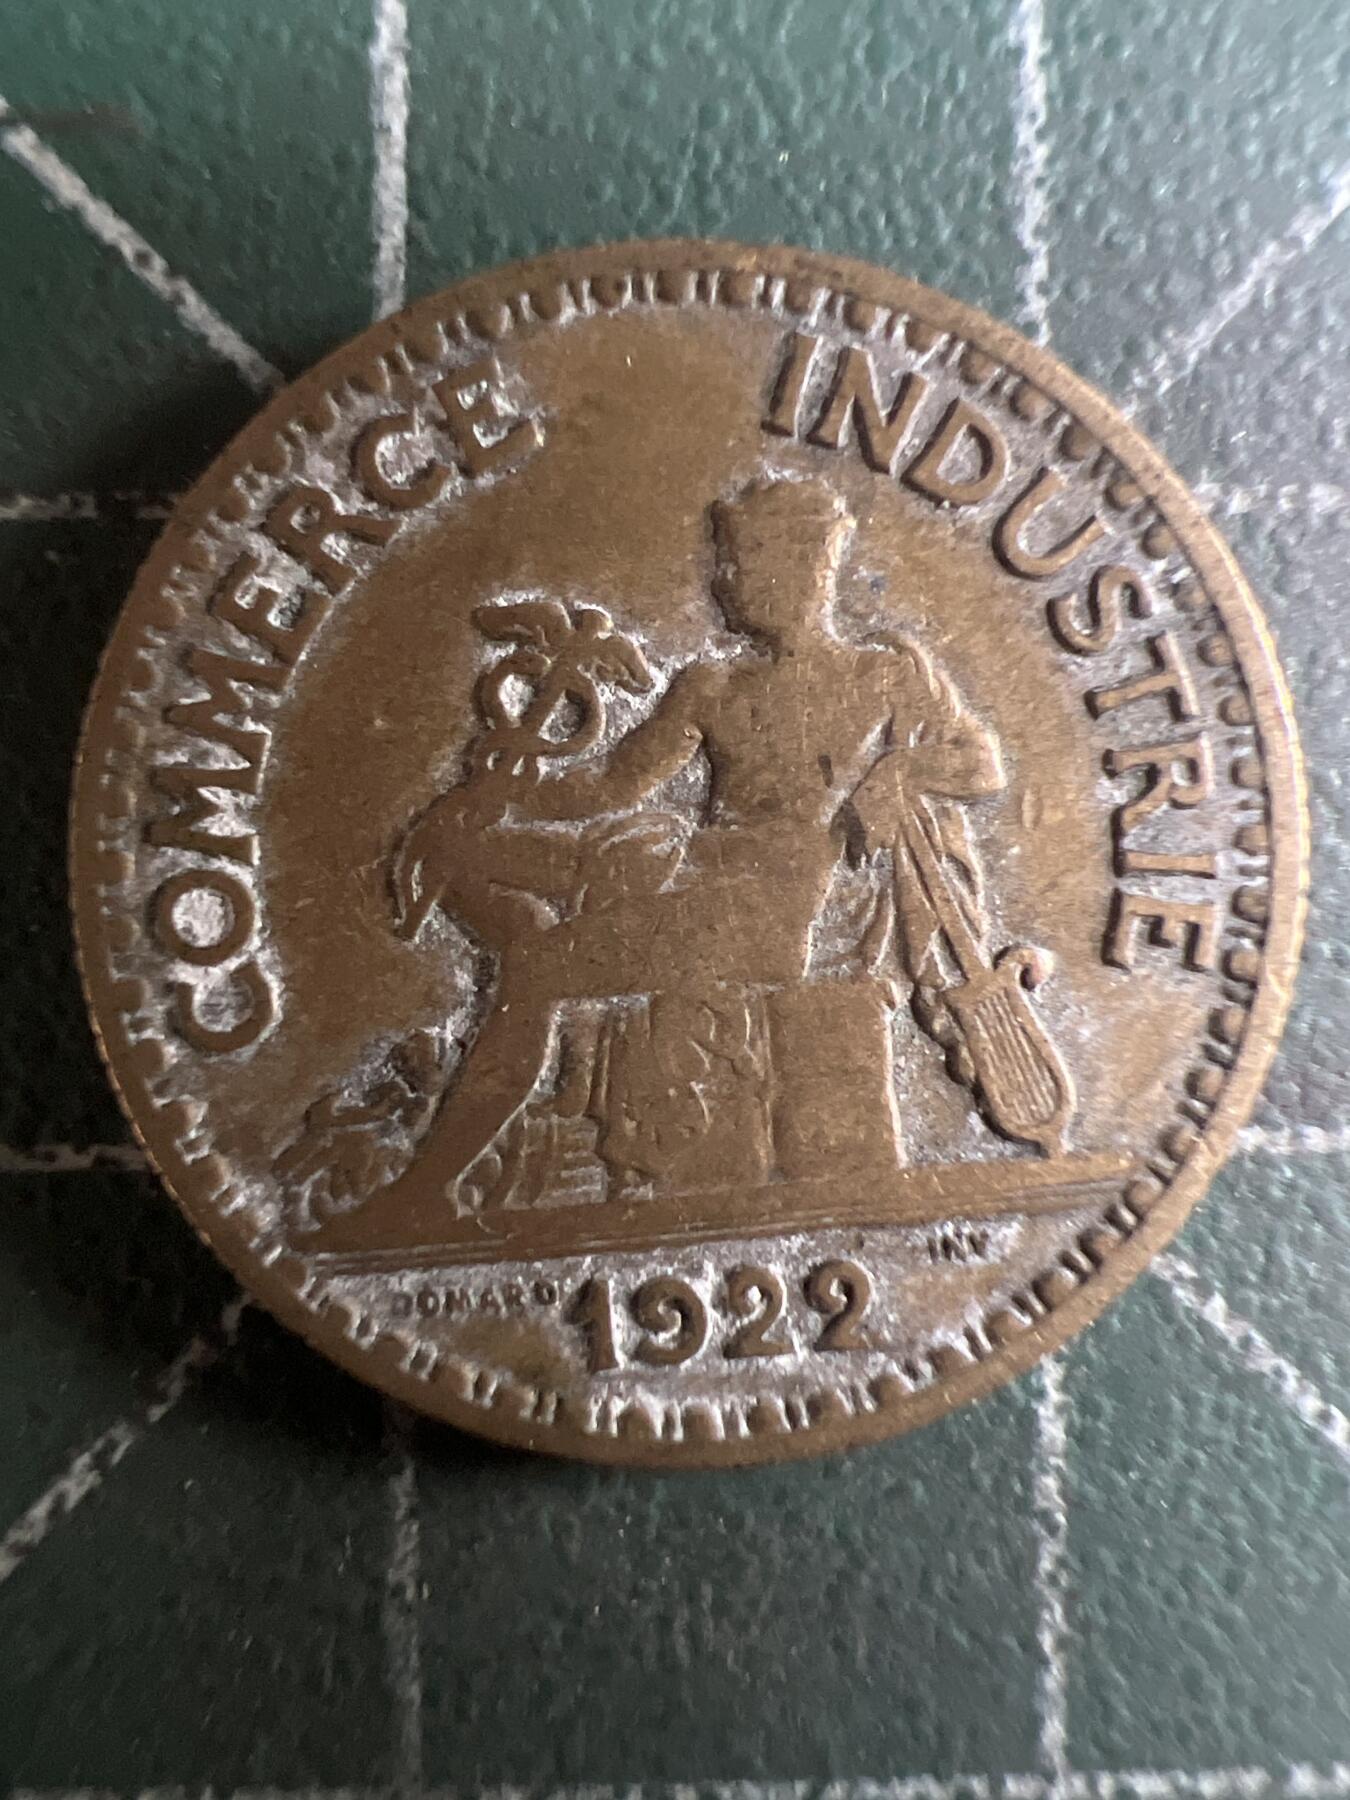 COMMERCE INDUSTRIE
DOMARD INV
1922